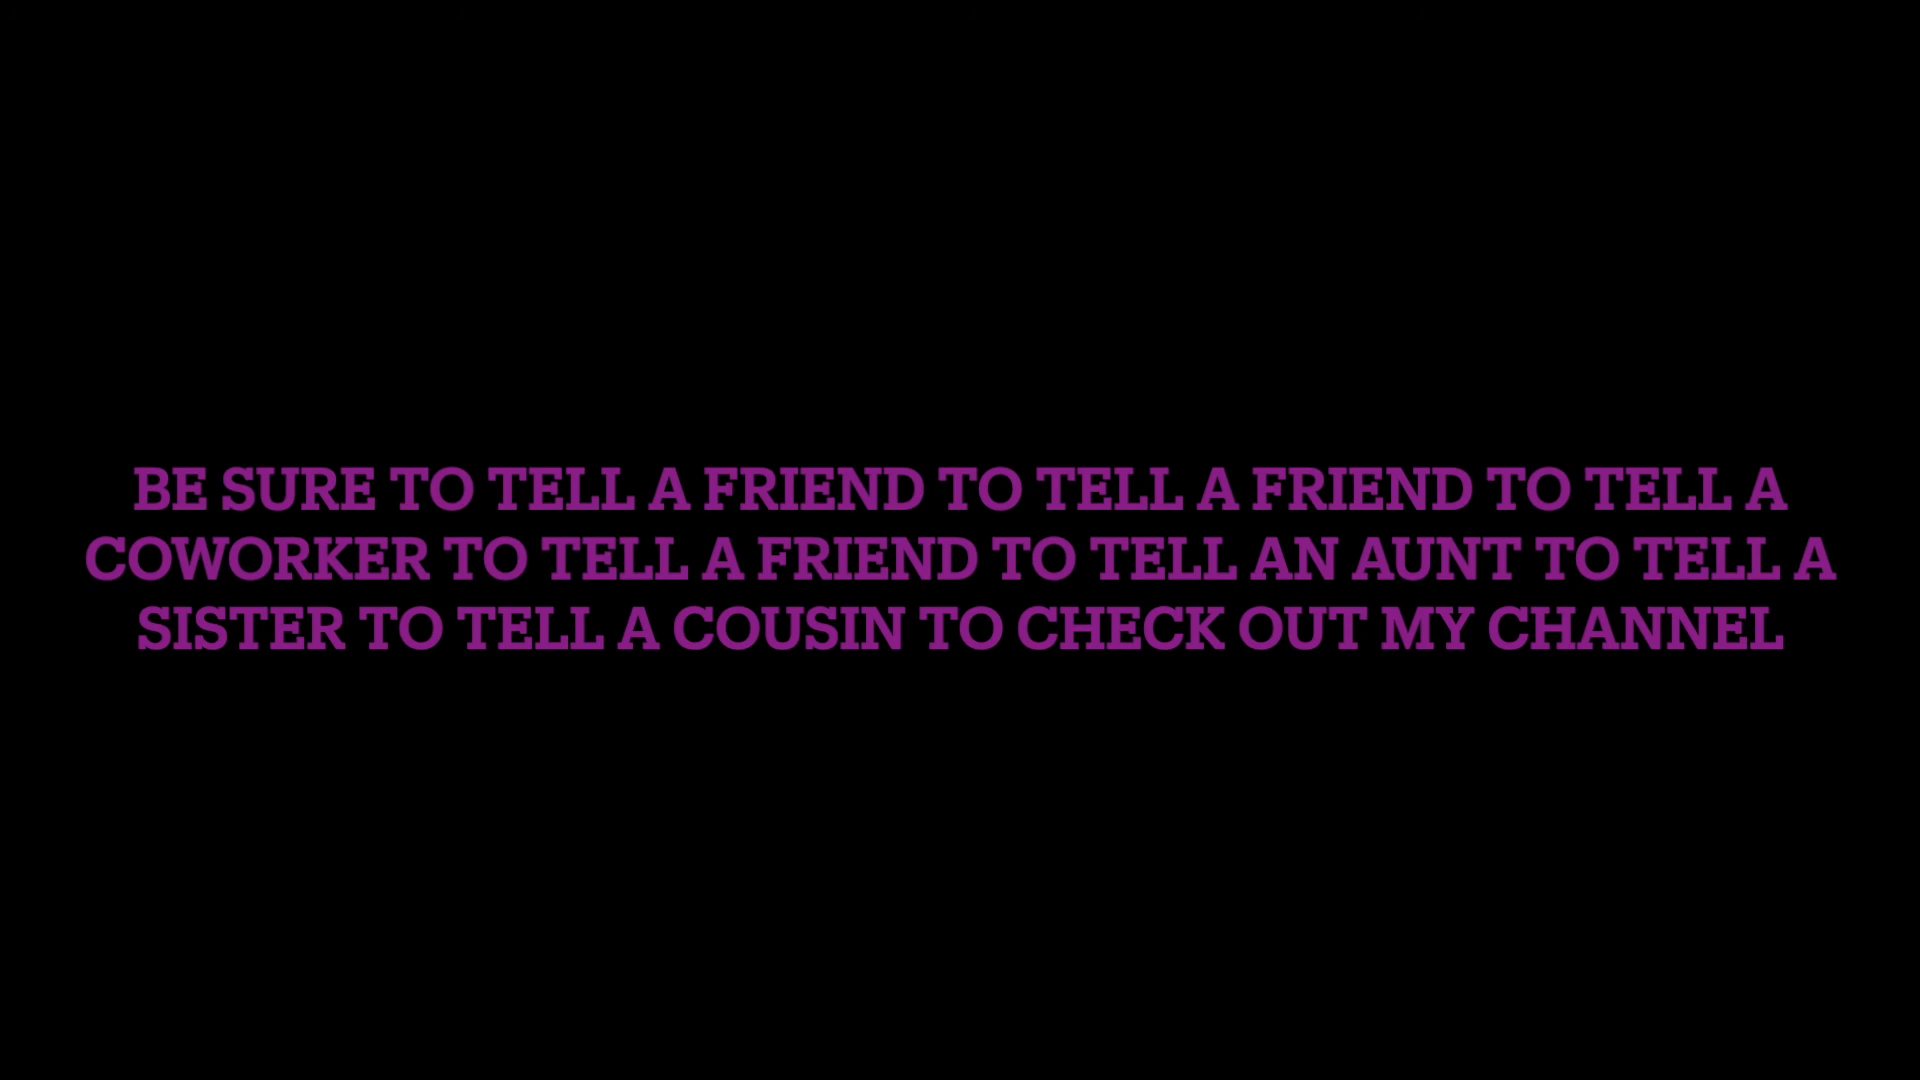 BE SURE TO TELL A FRIEND TO TELL A FRIEND TO TELL A
COWORKER TO TELL A FRIEND TO TELL AN AUNT TO TELL A
SISTER TO TELL A COUSIN TO CHECK OUT MY CHANNEL